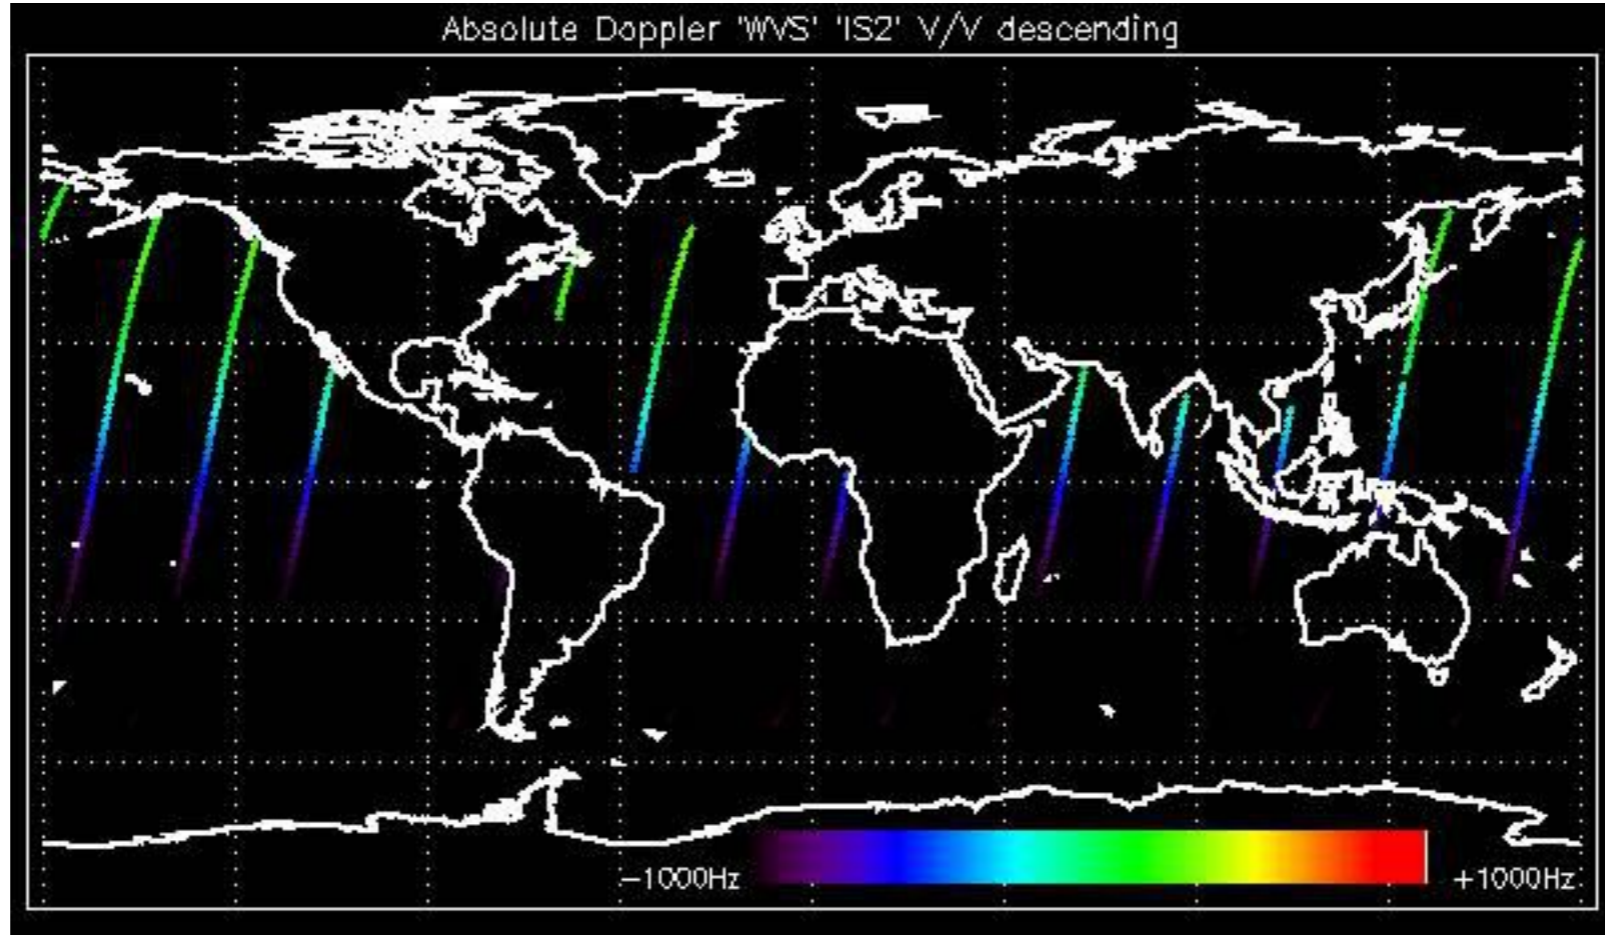 Absolute Doppler 'WVS' 'IS2' V/V descending
−1000Hz +1000Hz